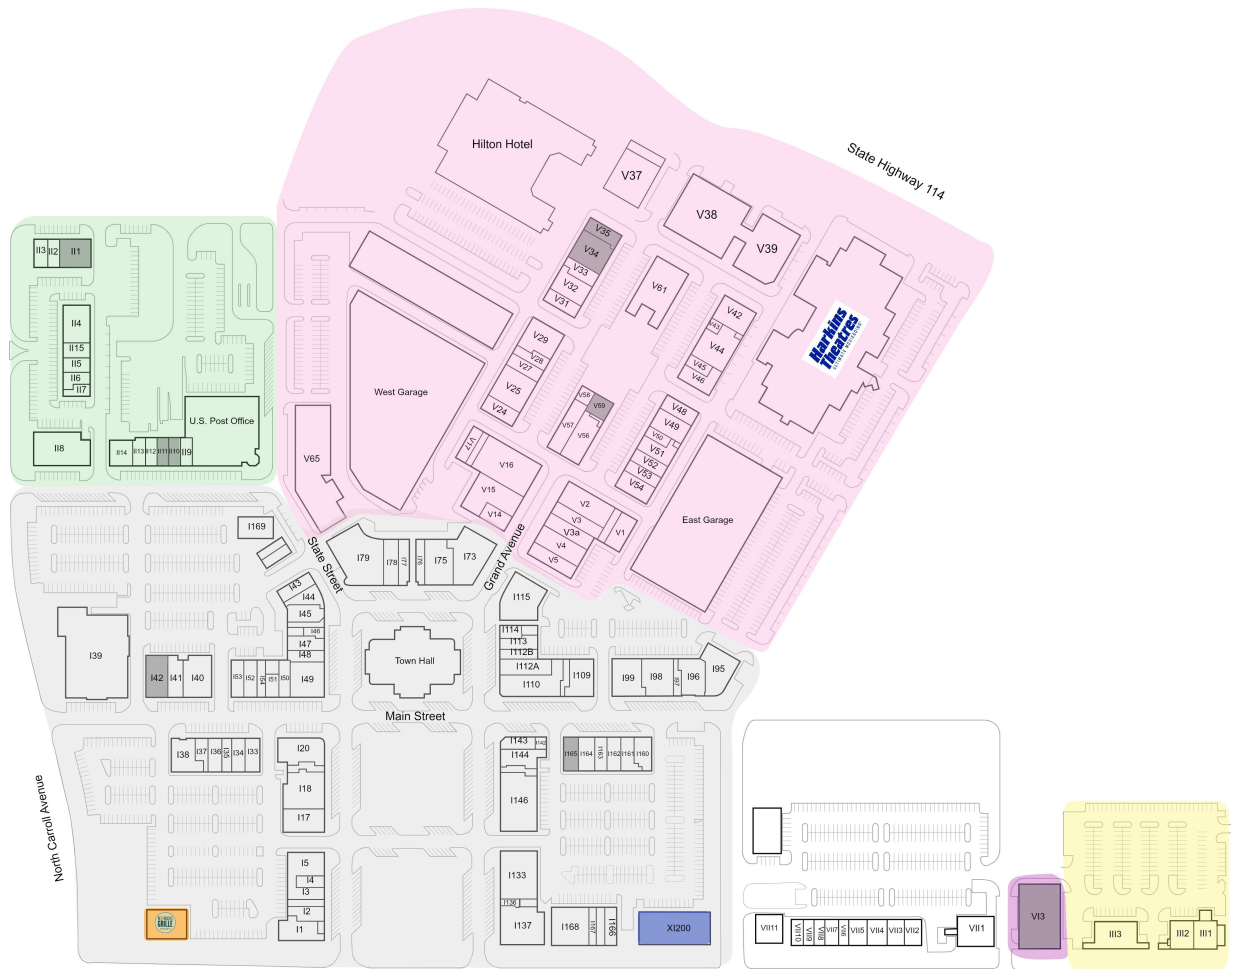 State Highway 114
Hilton Hotel
V37
V38
V39
V35
V34
V33
V32
V31
V61
V42
V43
V44
V45
V46
Harkins
Theatres
ULTIMATE MOVIEGOING
II3
II2
II1
II4
II15
II5
II6
II7
II8
U.S. Post Office
II14
II13
II12
II11
II10
II9
West Garage
V29
V28
V27
V25
V24
V58
V59
V57
V56
V48
V49
V50
V51
V52
V53
V54
V65
V17
V16
V15
V14
V2
V3
V3a
V4
V5
V1
East Garage
I169
State Street
I79
I78
I77
I76
I75
I73
Grand Avenue
I43
I44
I45
I46
I47
I48
I49
I53
I52
I54
I51
I50
I39
I42
I41
I40
Town Hall
I115
I114
I113
I112B
I112A
I110
I109
I99
I98
I97
I96
I95
Main Street
I38
I37
I36
I35
I34
I33
I20
I18
I17
I143
I142
I144
I146
I165
I164
I163
I162
I161
I160
North Carroll Avenue
I5
I4
I3
I2
I1
GRILLE
I133
I136
I137
I168
I167
I166
XI200
VII11
VII10
VII9
VII8
VII7
VII6
VII5
VII4
VII3
VII2
VII1
VI3
III3
III2
III1